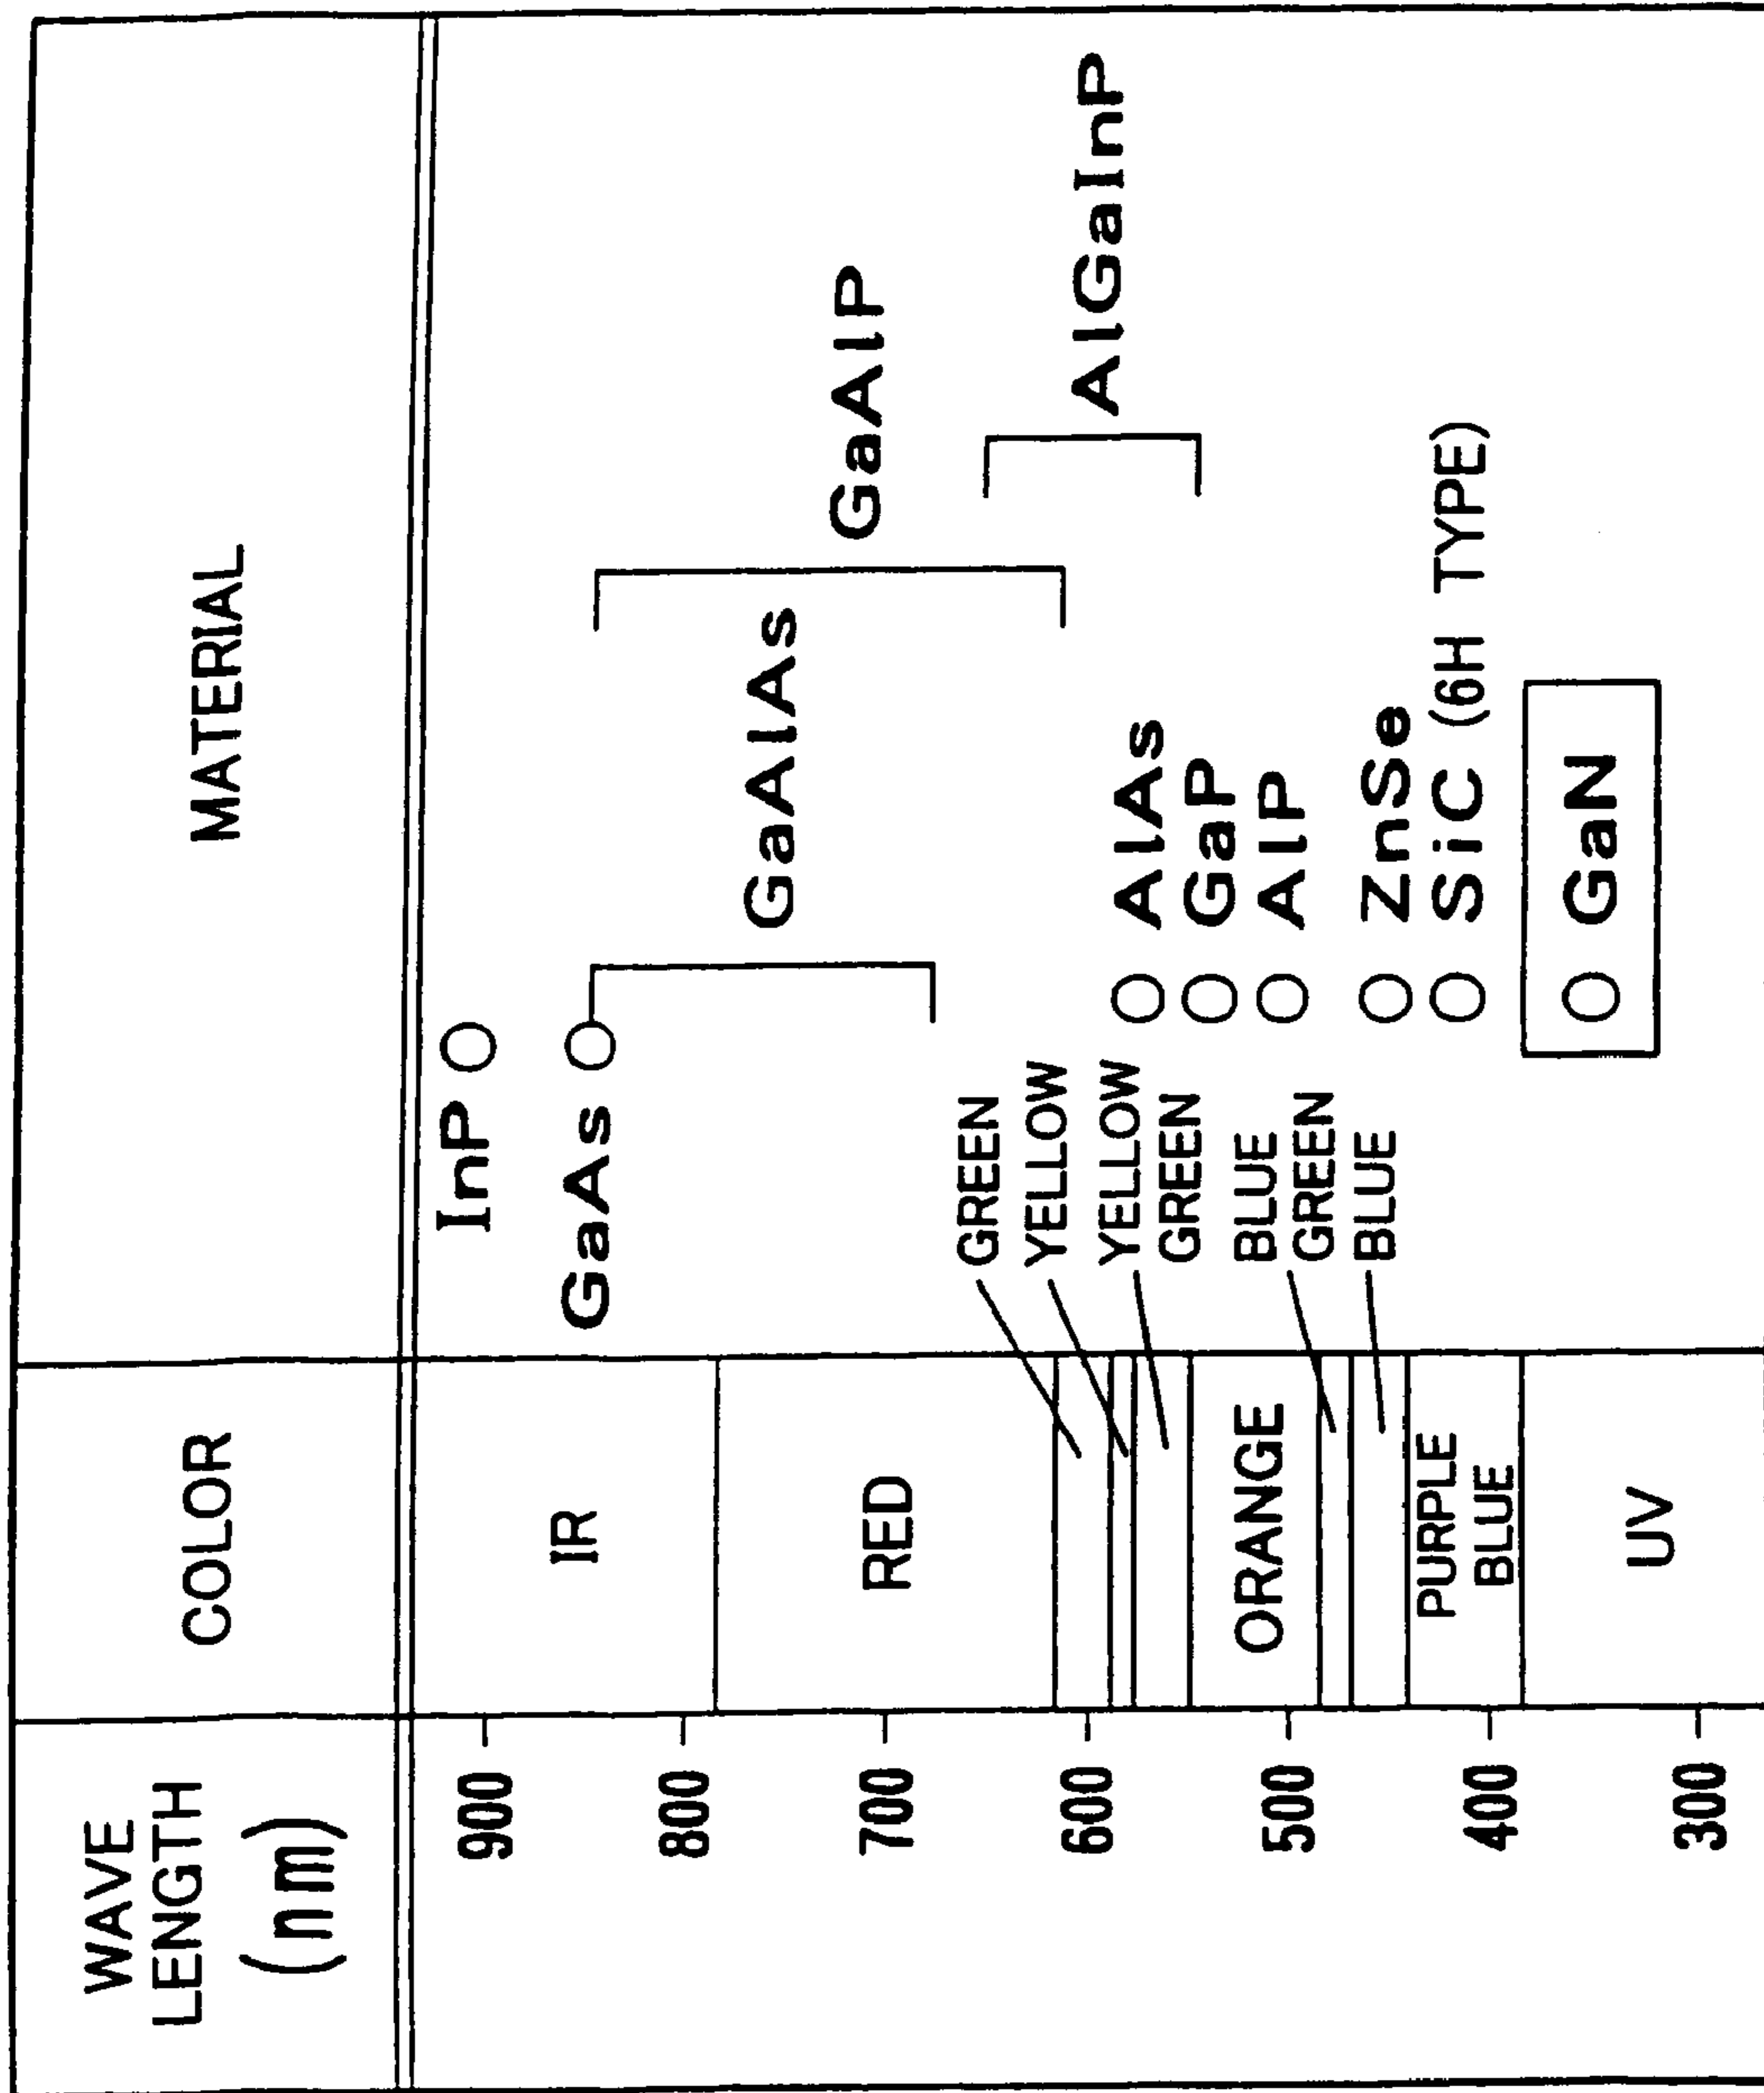 WAVE
LENGTH
(nm)
COLOR
MATERIAL
900
800
700
600
500
400
300
IR
RED
ORANGE
PURPLE
BLUE
UV
GREEN
YELLOW
YELLOW
GREEN
BLUE
GREEN
BLUE
InP
GaAs
GaAlAs
GaAlP
AlGaInP
AlAs
GaP
AlP
ZnSe
SiC (6H TYPE)
GaN